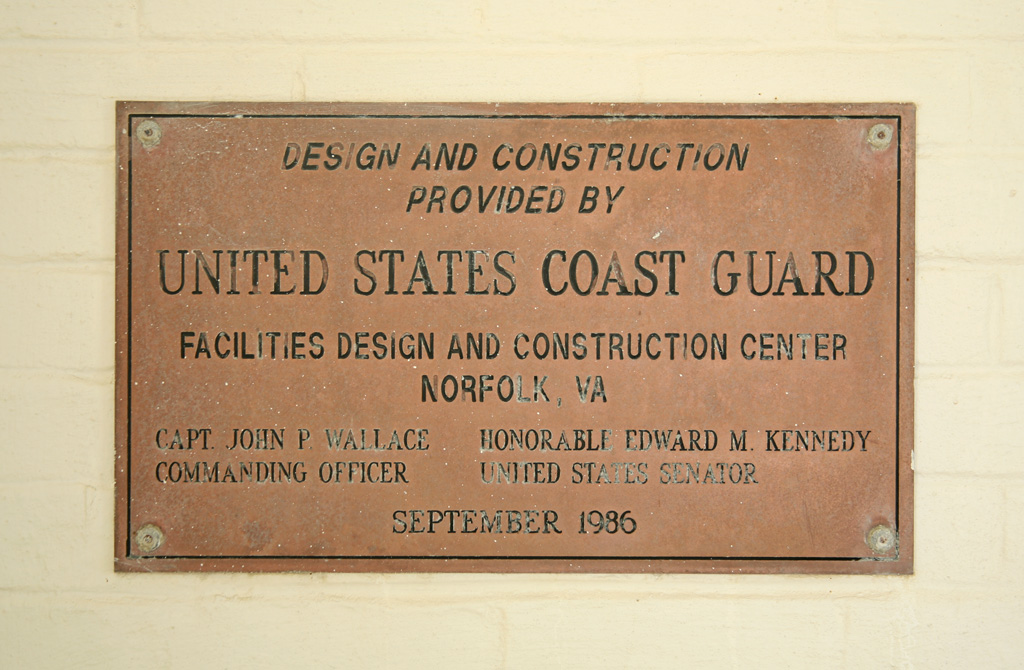 DESIGN AND CONSTRUCTION
PROVIDED BY
UNITED STATES COAST GUARD
FACILITIES DESIGN AND CONSTRUCTION CENTER
NORFOLK, VA
CAPT. JOHN P. WALLACE
COMMANDING OFFICER
HONORABLE EDWARD M. KENNEDY
UNITED STATES SENATOR
SEPTEMBER 1986